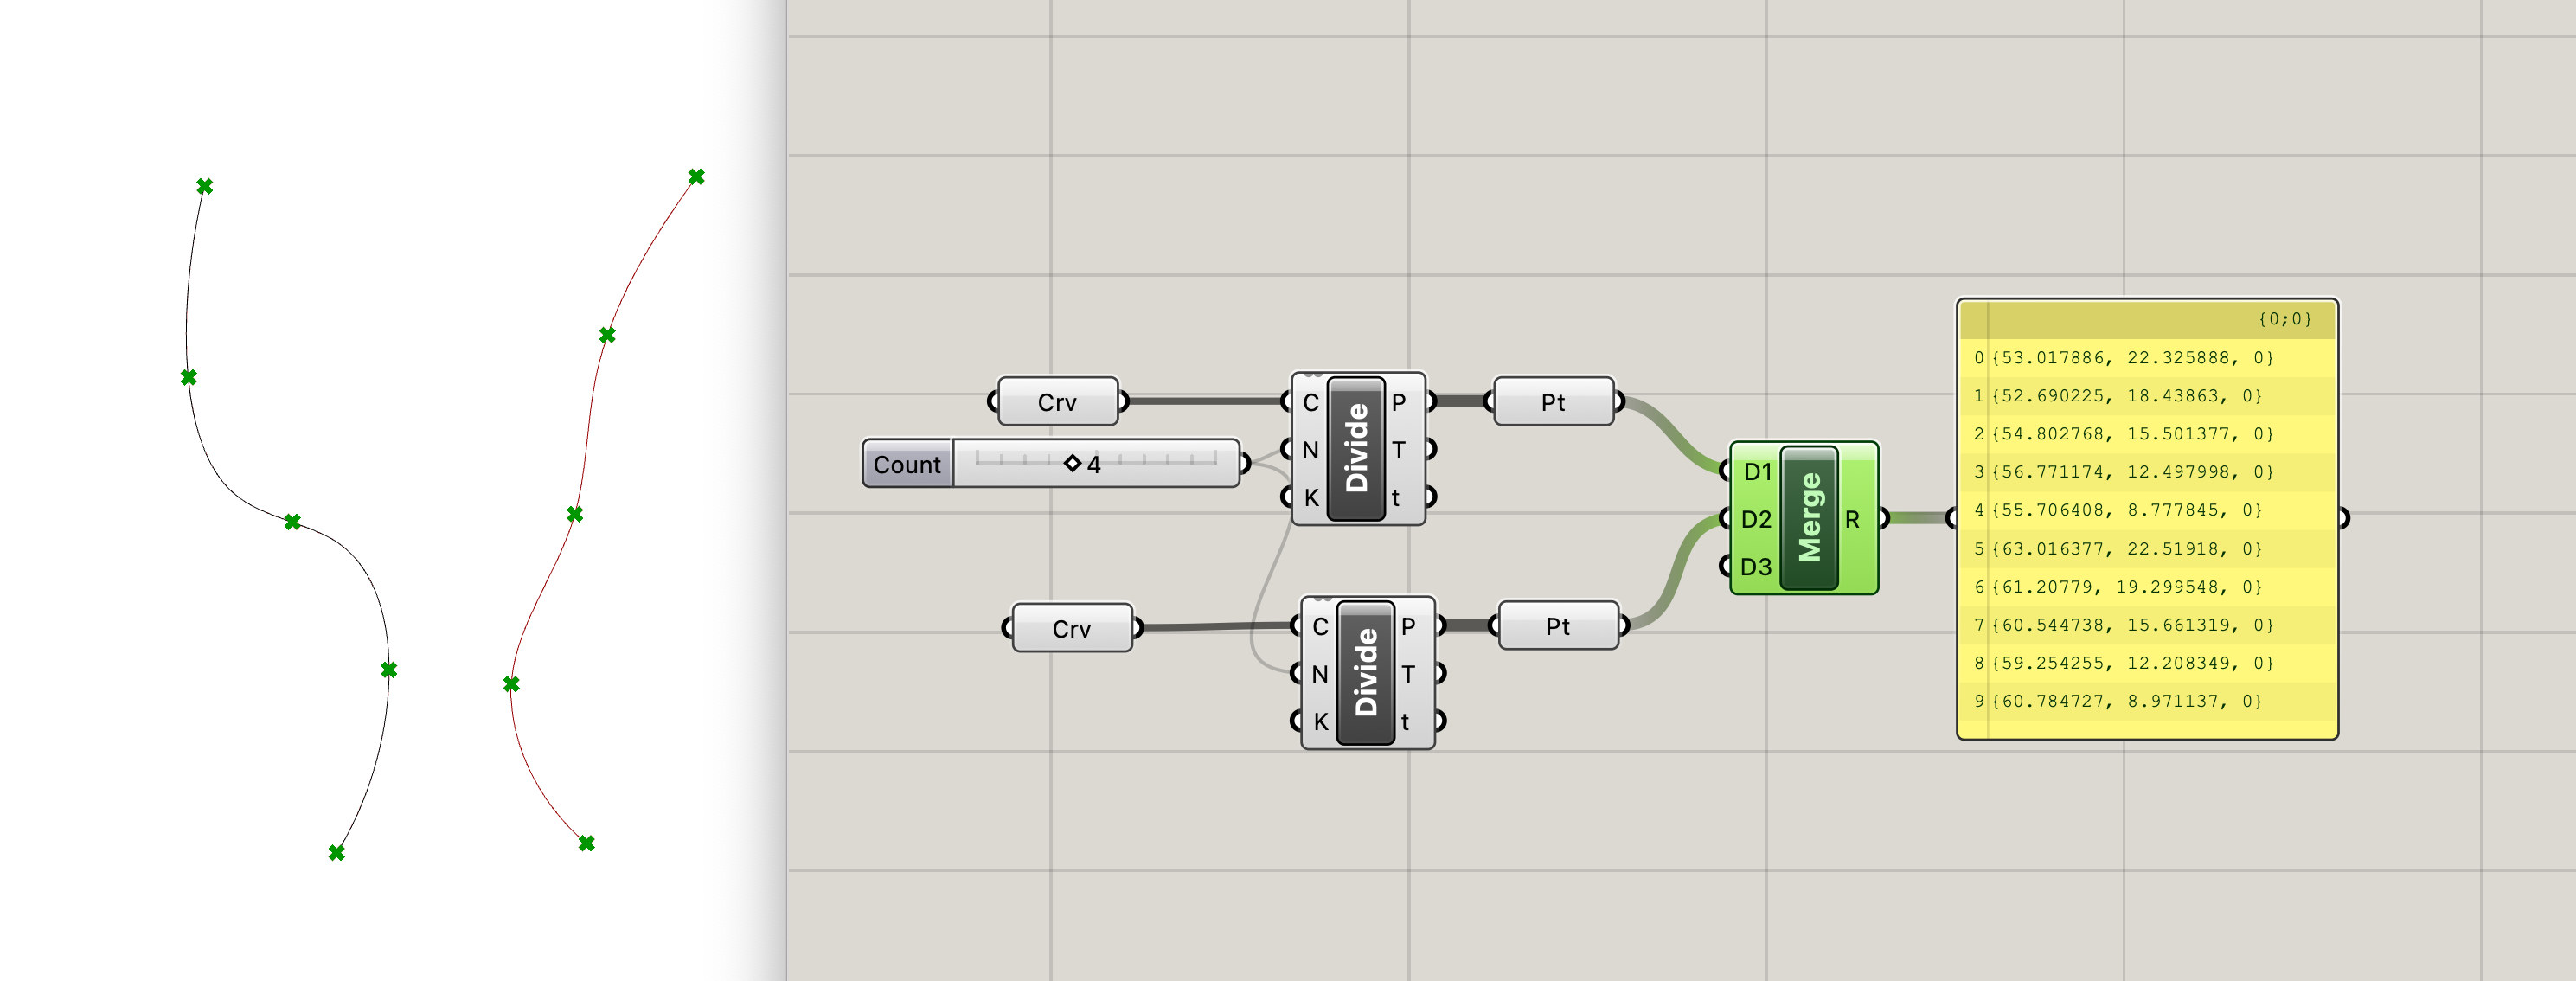 Crv
Count
4
C
N
K
Divide
P
T
t
Pt
Crv
C
N
K
Divide
P
T
t
Pt
D1
D2
D3
Merge
R
{0;0}
0 {53.017886, 22.325888, 0}
1 {52.690225, 18.43863, 0}
2 {54.802768, 15.501377, 0}
3 {56.771174, 12.497998, 0}
4 {55.706408, 8.777845, 0}
5 {63.016377, 22.51918, 0}
6 {61.20779, 19.299548, 0}
7 {60.544738, 15.661319, 0}
8 {59.254255, 12.208349, 0}
9 {60.784727, 8.971137, 0}